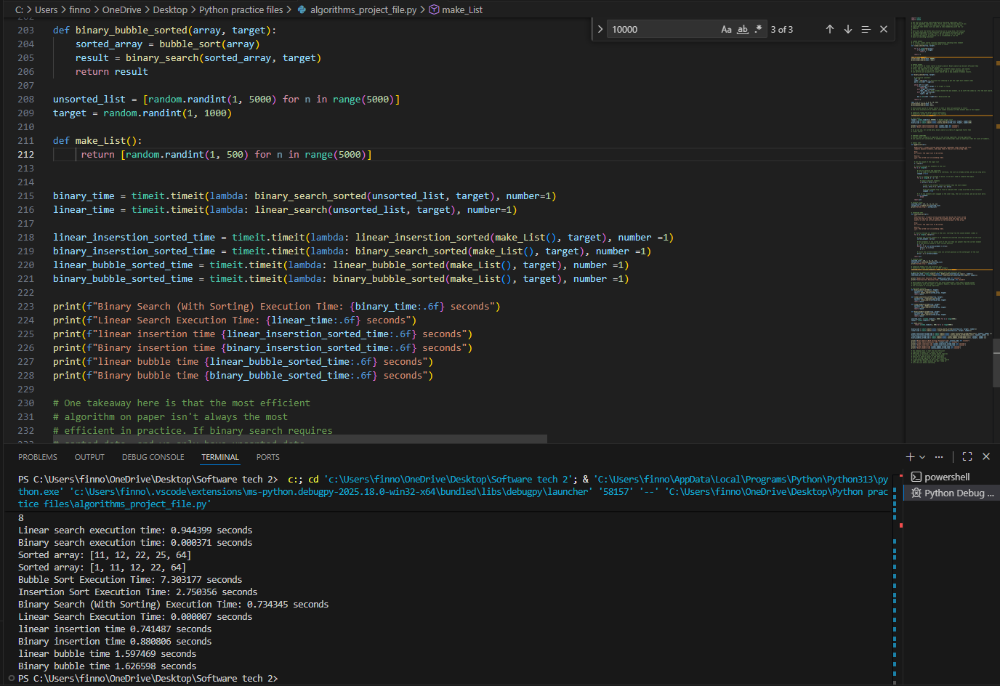 C: > Users > finno > OneDrive > Desktop > Python practice files > algorithms_project_file.py > make_List
10000 Aa ab .* 3 of 3
203 def binary_bubble_sorted(array, target):
204     sorted_array = bubble_sort(array)
205     result = binary_search(sorted_array, target)
206     return result
207
208 unsorted_list = [random.randint(1, 5000) for n in range(5000)]
209 target = random.randint(1, 1000)
210
211 def make_List():
212     return [random.randint(1, 500) for n in range(5000)]
213
214
215 binary_time = timeit.timeit(lambda: binary_search_sorted(unsorted_list, target), number=1)
216 linear_time = timeit.timeit(lambda: linear_search(unsorted_list, target), number=1)
217
218 linear_inserstion_sorted_time = timeit.timeit(lambda: linear_inserstion_sorted(make_List(), target), number =1)
219 binary_inserstion_sorted_time = timeit.timeit(lambda: binary_search_sorted(make_List(), target), number =1)
220 linear_bubble_sorted_time = timeit.timeit(lambda: linear_bubble_sorted(make_List(), target), number =1)
221 binary_bubble_sorted_time = timeit.timeit(lambda: binary_bubble_sorted(make_List(), target), number =1)
222
223 print(f"Binary Search (With Sorting) Execution Time: {binary_time:.6f} seconds")
224 print(f"Linear Search Execution Time: {linear_time:.6f} seconds")
225 print(f"linear insertion time {linear_inserstion_sorted_time:.6f} seconds")
226 print(f"Binary insertion time {binary_inserstion_sorted_time:.6f} seconds")
227 print(f"linear bubble time {linear_bubble_sorted_time:.6f} seconds")
228 print(f"Binary bubble time {binary_bubble_sorted_time:.6f} seconds")
229
230 # One takeaway here is that the most efficient
231 # algorithm on paper isn't always the most
232 # efficient in practice. If binary search requires
PROBLEMS OUTPUT DEBUG CONSOLE TERMINAL PORTS
powershell
Python Debug ...
PS C:\Users\finno\OneDrive\Desktop\Software tech 2>  c:; cd 'c:\Users\finno\OneDrive\Desktop\Software tech 2'; & 'C:\Users\finno\AppData\Local\Programs\Python\Python313\py
thon.exe' 'c:\Users\finno\.vscode\extensions\ms-python.debugpy-2025.18.0-win32-x64\bundled\libs\debugpy\launcher' '58157' '--' 'C:\Users\finno\OneDrive\Desktop\Python prac
tice files\algorithms_project_file.py'
8
Linear search execution time: 0.944399 seconds
Binary search execution time: 0.000371 seconds
Sorted array: [11, 12, 22, 25, 64]
Sorted array: [1, 11, 12, 22, 64]
Bubble Sort Execution Time: 7.303177 seconds
Insertion Sort Execution Time: 2.750356 seconds
Binary Search (With Sorting) Execution Time: 0.734345 seconds
Linear Search Execution Time: 0.000007 seconds
linear insertion time 0.741487 seconds
Binary insertion time 0.880806 seconds
linear bubble time 1.597469 seconds
Binary bubble time 1.626598 seconds
PS C:\Users\finno\OneDrive\Desktop\Software tech 2>